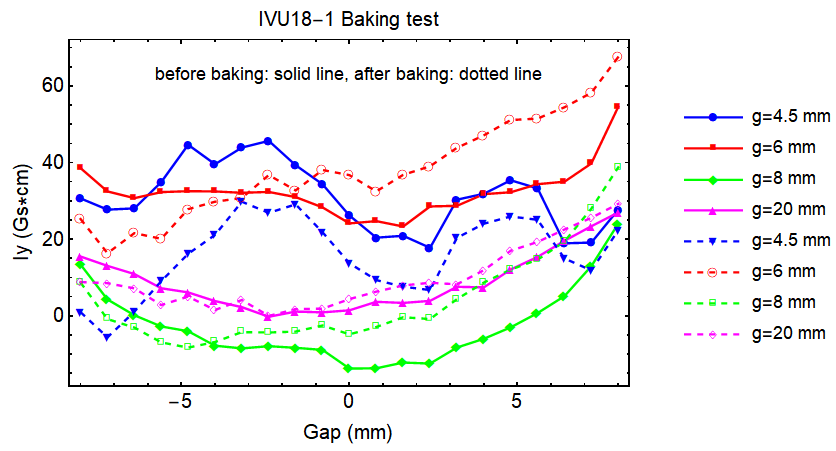 IVU18−1 Baking test
before baking: solid line, after baking: dotted line
Iy (Gs*cm)
60
40
20
0
−5
0
5
Gap (mm)
g=4.5 mm
g=6 mm
g=8 mm
g=20 mm
g=4.5 mm
g=6 mm
g=8 mm
g=20 mm